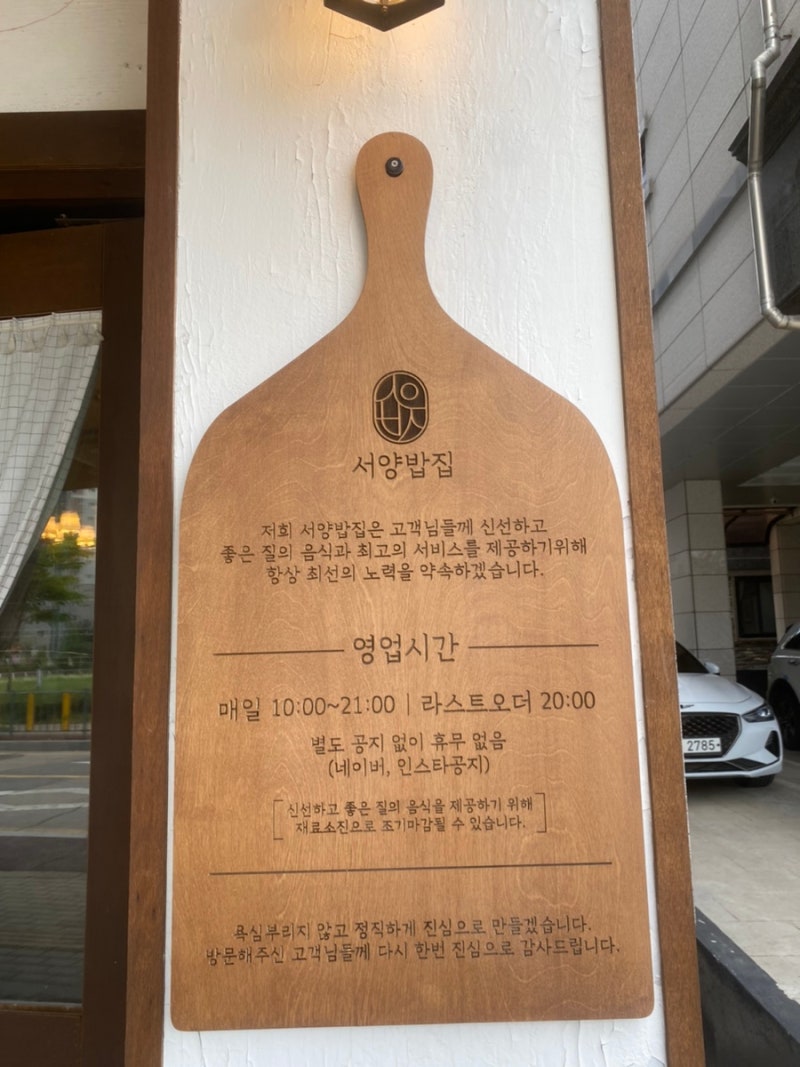 서양밥집
저희 서양밥집은 고객님들께 신선하고
좋은 질의 음식과 최고의 서비스를 제공하기위해
항상 최선의 노력을 약속하겠습니다.
영업시간
매일 10:00~21:00 | 라스트오더 20:00
별도 공지 없이 휴무 없음
(네이버, 인스타공지)
[신선하고 좋은 질의 음식을 제공하기 위해
재료소진으로 조기마감될 수 있습니다.]
욕심부리지 않고 정직하게 진심으로 만들겠습니다.
방문해주신 고객님들께 다시 한번 진심으로 감사드립니다.
2785